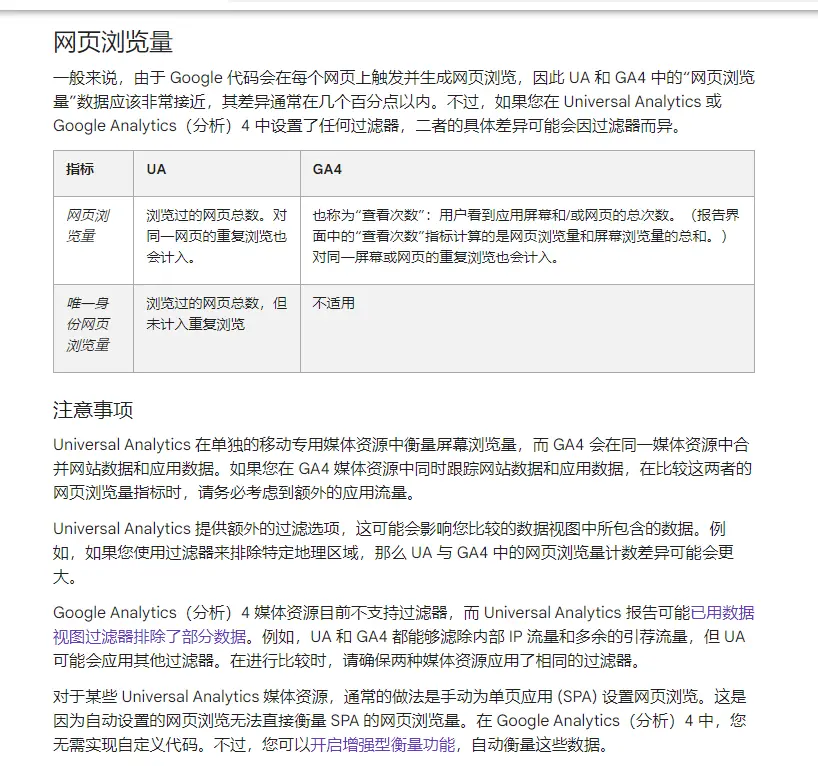 网页浏览量
一般来说，由于 Google 代码会在每个网页上触发并生成网页浏览，因此 UA 和 GA4 中的“网页浏览
量”数据应该非常接近，其差异通常在几个百分点以内。不过，如果您在 Universal Analytics 或
Google Analytics（分析）4 中设置了任何过滤器，二者的具体差异可能会因过滤器而异。
指标 UA GA4
网页浏 浏览过的网页总数。对 也称为“查看次数”：用户看到应用屏幕和/或网页的总次数。（报告界
览量 同一网页的重复浏览也 面中的“查看次数”指标计算的是网页浏览量和屏幕浏览量的总和。）
会计入。 对同一屏幕或网页的重复浏览也会计入。
唯一身 浏览过的网页总数，但 不适用
份网页 未计入重复浏览
浏览量
注意事项
Universal Analytics 在单独的移动专用媒体资源中衡量屏幕浏览量，而 GA4 会在同一媒体资源中合
并网站数据和应用数据。如果您在 GA4 媒体资源中同时跟踪网站数据和应用数据，在比较这两者的
网页浏览量指标时，请务必考虑到额外的应用流量。
Universal Analytics 提供额外的过滤选项，这可能会影响您比较的数据视图中所包含的数据。例
如，如果您使用过滤器来排除特定地理区域，那么 UA 与 GA4 中的网页浏览量计数差异可能会更
大。
Google Analytics（分析）4 媒体资源目前不支持过滤器，而 Universal Analytics 报告可能已用数据
视图过滤器排除了部分数据。例如，UA 和 GA4 都能够滤除内部 IP 流量和多余的引荐流量，但 UA
可能会应用其他过滤器。在进行比较时，请确保两种媒体资源应用了相同的过滤器。
对于某些 Universal Analytics 媒体资源，通常的做法是手动为单页应用 (SPA) 设置网页浏览。这是
因为自动设置的网页浏览无法直接衡量 SPA 的网页浏览量。在 Google Analytics（分析）4 中，您
无需实现自定义代码。不过，您可以开启增强型衡量功能，自动衡量这些数据。